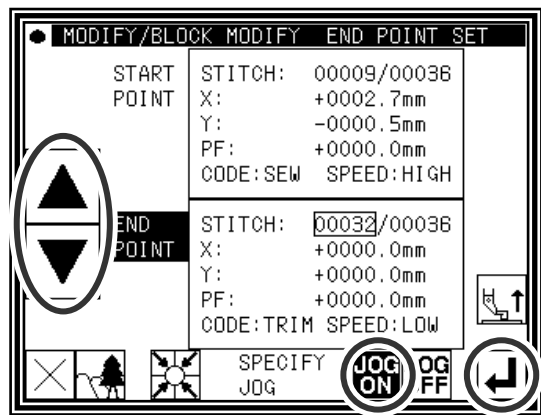 MODIFY/BLOCK MODIFY END POINT SET
START POINT
STITCH: 00009/00036
X: +0002.7mm
Y: -0000.5mm
PF: +0000.0mm
CODE:SEW SPEED:HIGH
END POINT
STITCH: 00032/00036
X: +0000.0mm
Y: +0000.0mm
PF: +0000.0mm
CODE:TRIM SPEED:LOW
SPECIFY JOG
JOG ON
OG FF